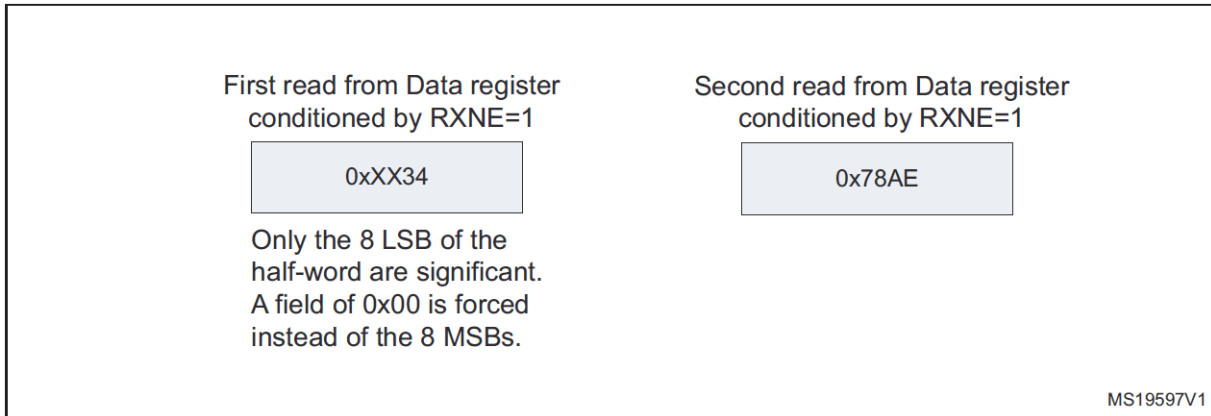 First read from Data register
conditioned by RXNE=1
0xXX34
Only the 8 LSB of the
half-word are significant.
A field of 0x00 is forced
instead of the 8 MSBs.
Second read from Data register
conditioned by RXNE=1
0x78AE
MS19597V1